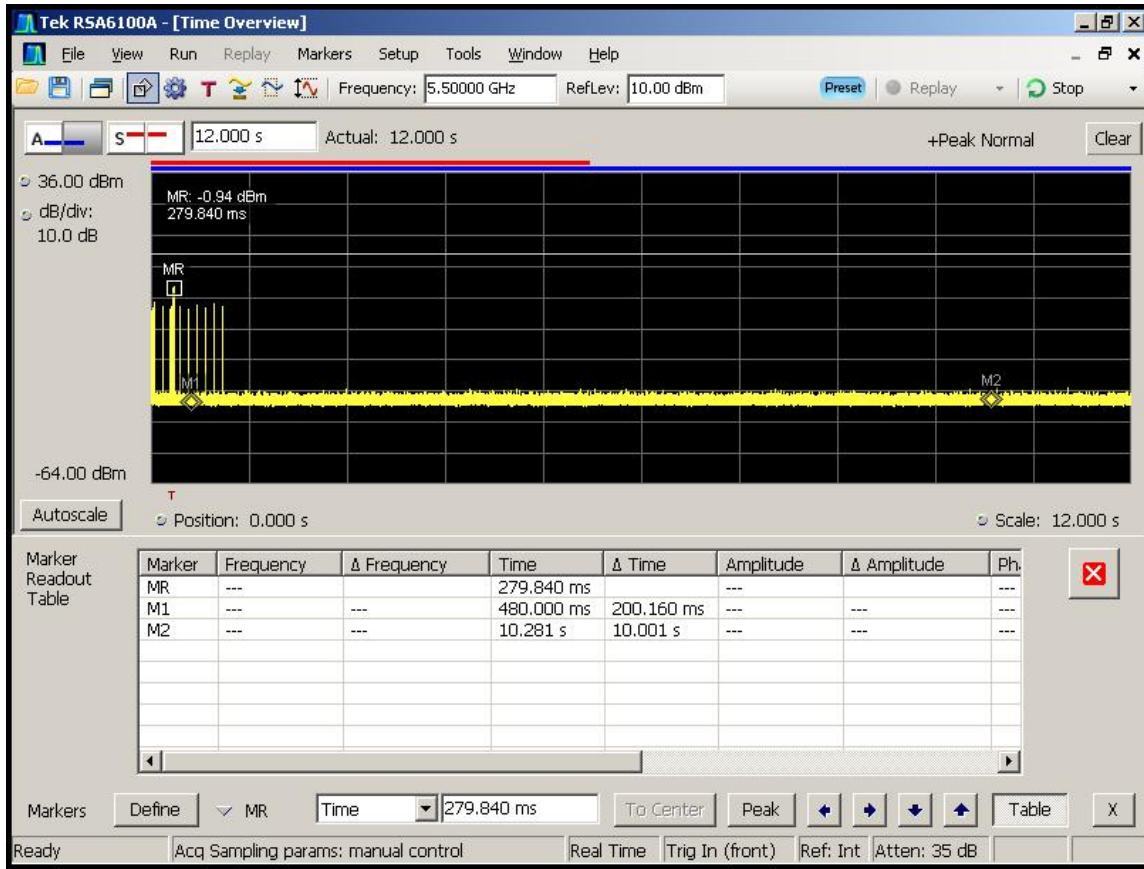 Tek RSA6100A - [Time Overview]
File View Run Replay Markers Setup Tools Window Help
T Frequency: 5.50000 GHz RefLev: 10.00 dBm Preset Replay Stop
A S 12.000 s Actual: 12.000 s +Peak Normal Clear
36.00 dBm
dB/div:
10.0 dB
MR: -0.94 dBm
279.840 ms
MR
M1
M2
-64.00 dBm
T
Autoscale Position: 0.000 s Scale: 12.000 s
Marker
Readout
Table
Marker Frequency Δ Frequency Time Δ Time Amplitude Δ Amplitude Ph
MR --- 279.840 ms --- ---
M1 --- --- 480.000 ms 200.160 ms --- --- ---
M2 --- --- 10.281 s 10.001 s --- --- ---
Markers Define MR Time 279.840 ms To Center Peak Table X
Ready Acq Sampling params: manual control Real Time Trig In (front) Ref: Int Atten: 35 dB